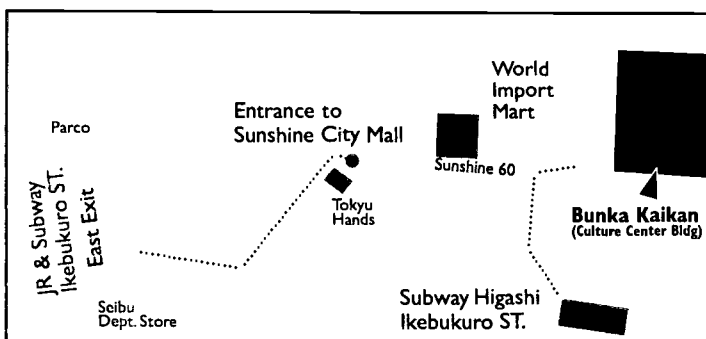 World
Import
Mart
Entrance to
Sunshine City Mall
Parco
Sunshine 60
JR & Subway
Ikebukuro ST.
East Exit
Tokyu
Hands
Bunka Kaikan
(Culture Center Bldg)
Subway Higashi
Ikebukuro ST.
Seibu
Dept. Store